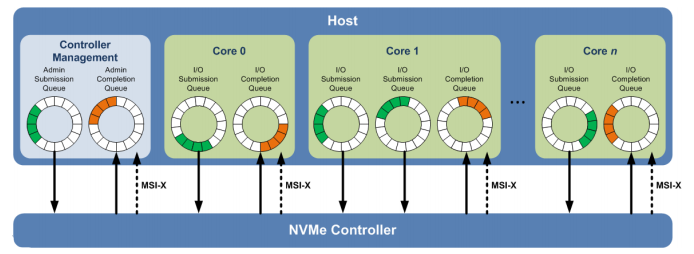 Host
Controller
Management
Admin
Submission
Queue
Admin
Completion
Queue
Core 0
I/O
Submission
Queue
I/O
Completion
Queue
Core 1
I/O
Submission
Queue
I/O
Submission
Queue
I/O
Completion
Queue
...
Core n
I/O
Submission
Queue
I/O
Completion
Queue
MSI-X
MSI-X
MSI-X
MSI-X
NVMe Controller